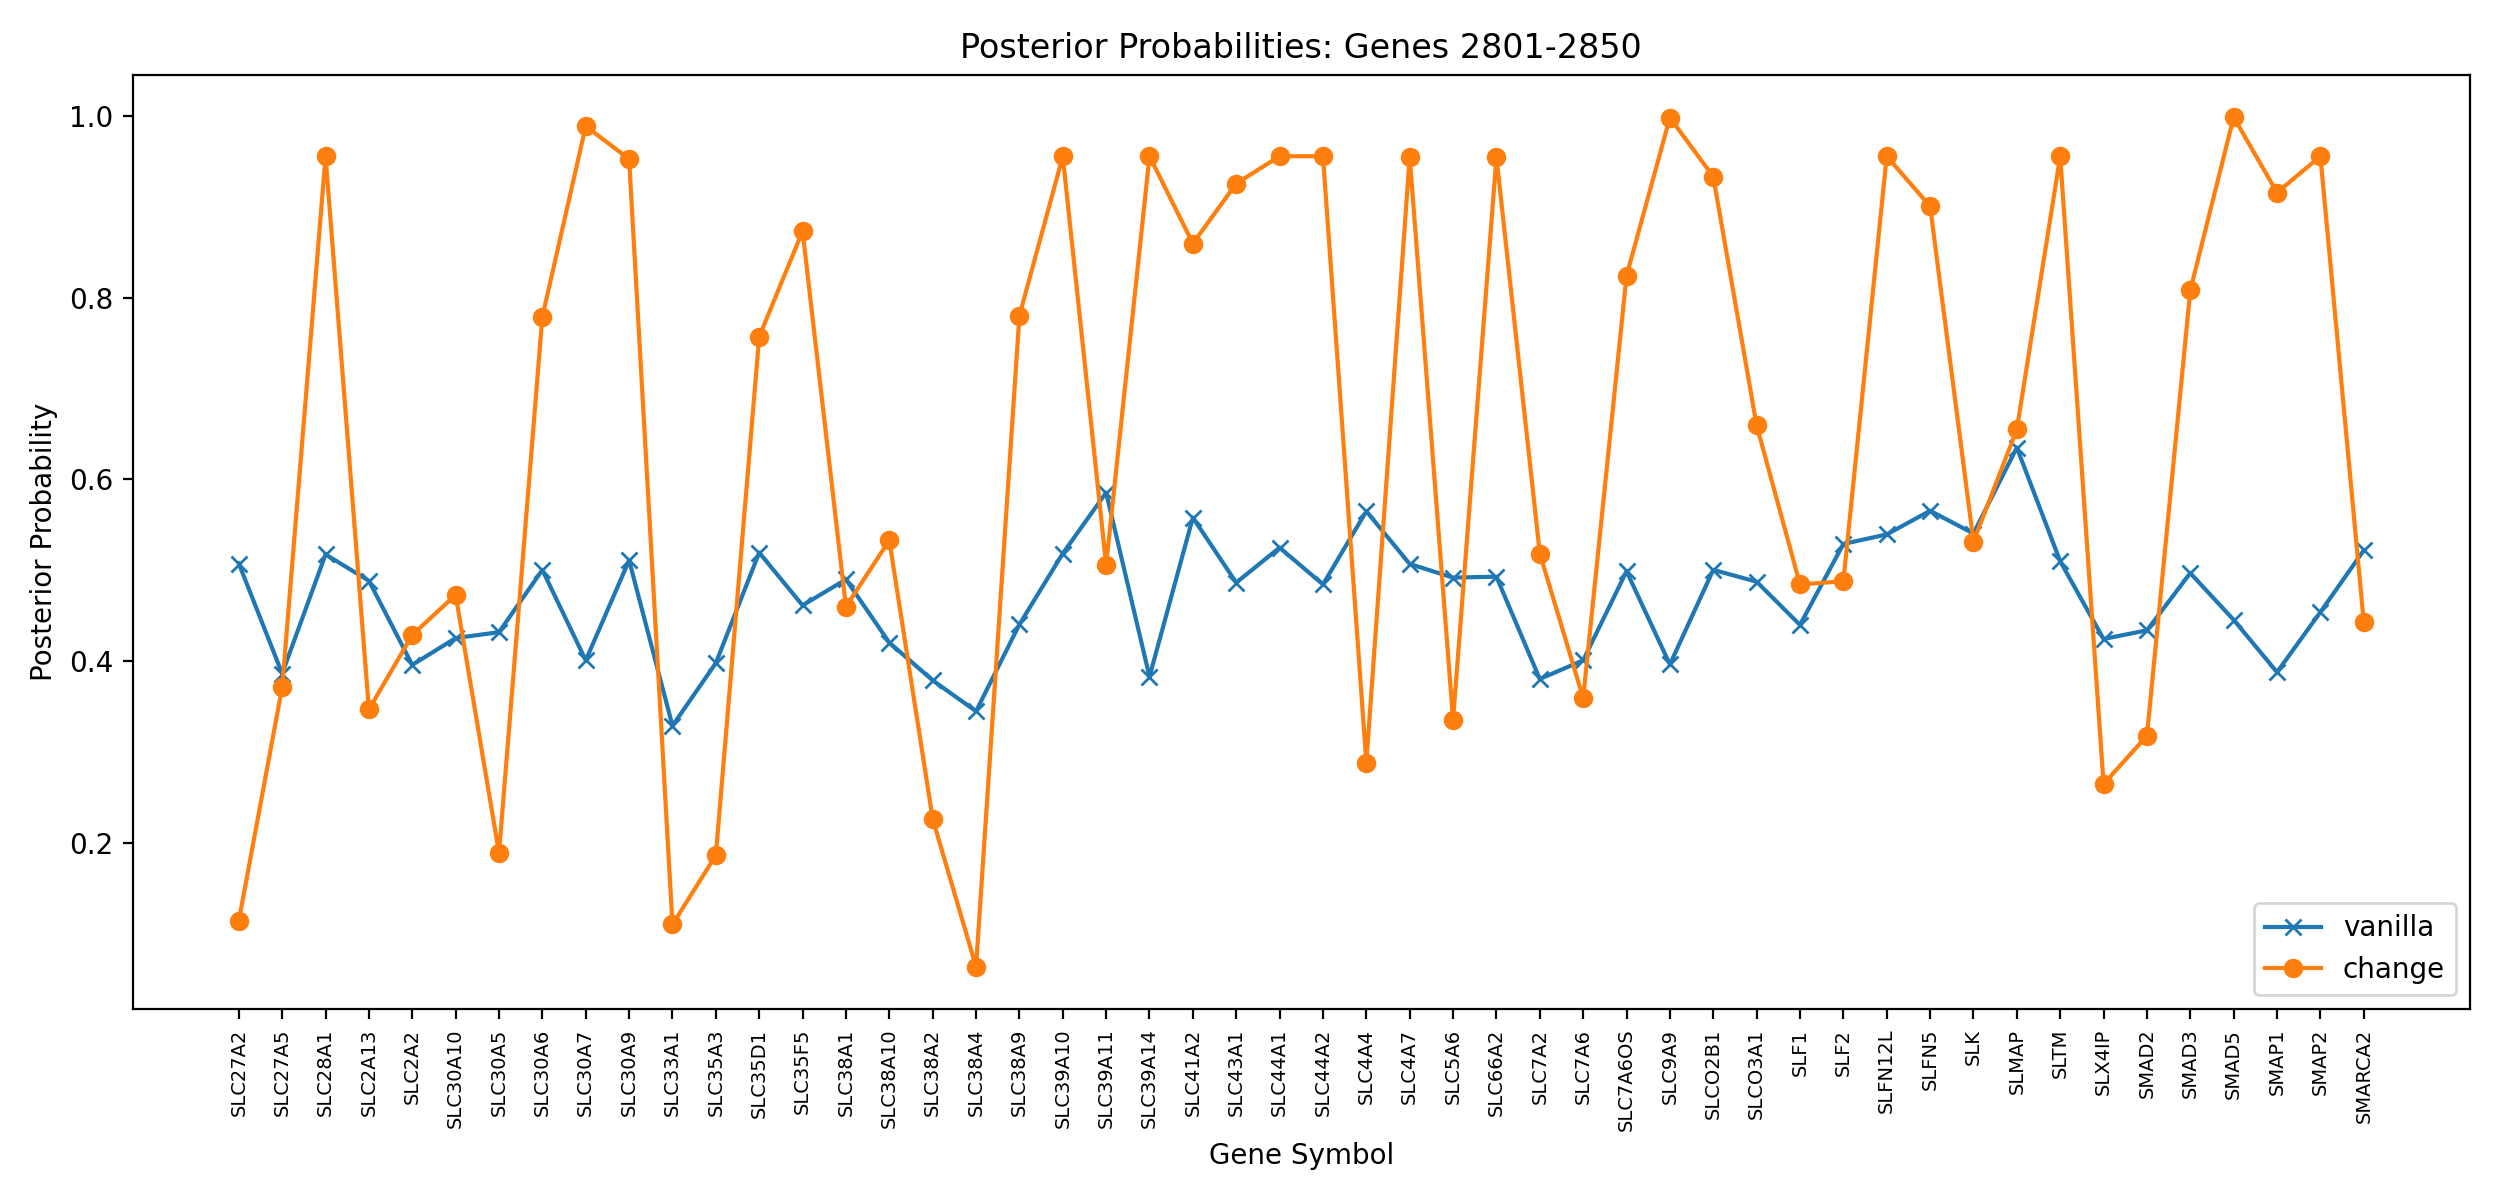 Posterior Probabilities: Genes 2801-2850
Posterior Probability
1.0
0.8
0.6
0.4
0.2
vanilla
change
SLC27A2
SLC27A5
SLC28A1
SLC2A13
SLC2A2
SLC30A10
SLC30A5
SLC30A6
SLC30A7
SLC30A9
SLC33A1
SLC35A3
SLC35D1
SLC35F5
SLC38A1
SLC38A10
SLC38A2
SLC38A4
SLC38A9
SLC39A10
SLC39A11
SLC39A14
SLC41A2
SLC43A1
SLC44A1
SLC44A2
SLC4A4
SLC4A7
SLC5A6
SLC66A2
SLC7A2
SLC7A6
SLC7A6OS
SLC9A9
SLCO2B1
SLCO3A1
SLF1
SLF2
SLFN12L
SLFN5
SLK
SLMAP
SLTM
SLX4IP
SMAD2
SMAD3
SMAD5
SMAP1
SMAP2
SMARCA2
Gene Symbol